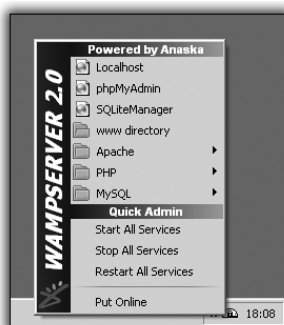 Powered by Anaska
WAMPSERVER 2.0
Localhost
phpMyAdmin
SQLiteManager
www directory
Apache
PHP
MySQL
Quick Admin
Start All Services
Stop All Services
Restart All Services
Put Online
18:08